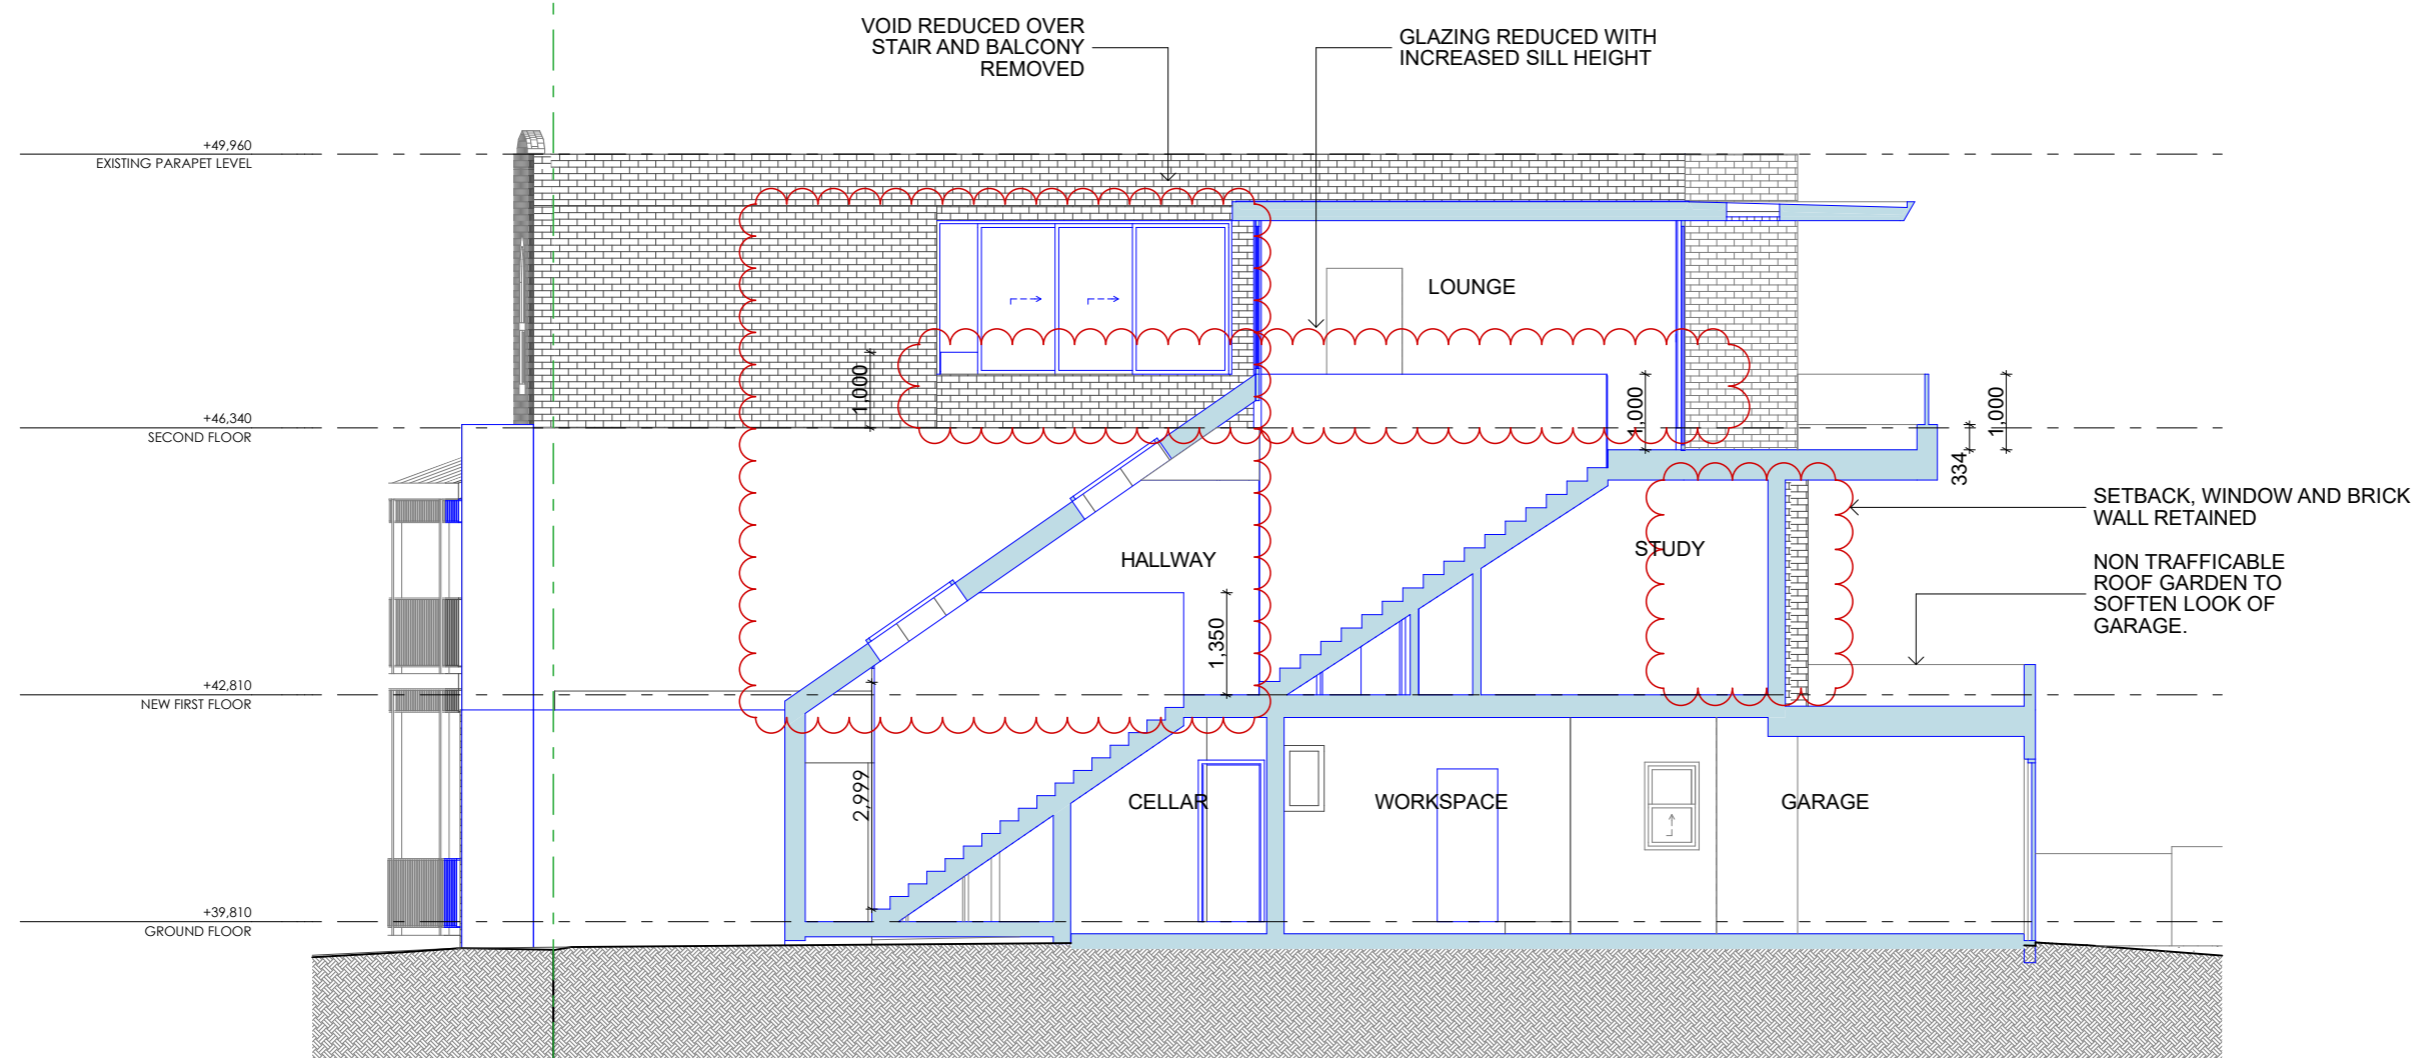 VOID REDUCED OVER
STAIR AND BALCONY
REMOVED
GLAZING REDUCED WITH
INCREASED SILL HEIGHT
+49,960
EXISTING PARAPET LEVEL
LOUNGE
1,000
1,000
1,000
334
+46,340
SECOND FLOOR
SETBACK, WINDOW AND BRICK
WALL RETAINED
HALLWAY
STUDY
NON TRAFFICABLE
ROOF GARDEN TO
SOFTEN LOOK OF
GARAGE.
1,350
+42,810
NEW FIRST FLOOR
2,999
CELLAR
WORKSPACE
GARAGE
+39,810
GROUND FLOOR